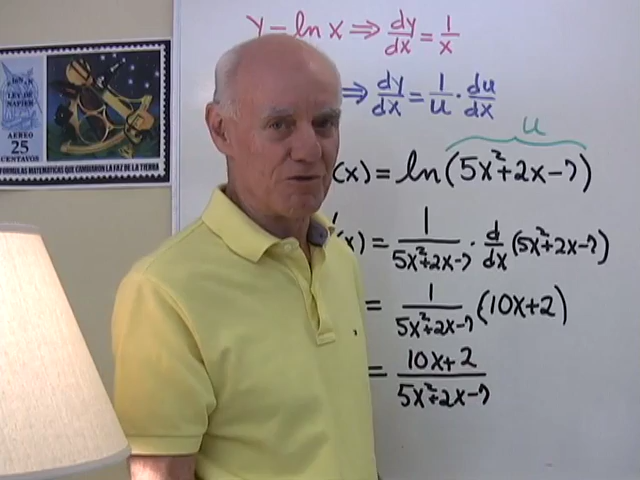 y = ln x ⇒ dy/dx = 1/x
⇒ dy/dx = 1/u · du/dx
u
(x) = ln(5x²+2x-7)
'(x) = 1/(5x²+2x-7) · d/dx (5x²+2x-7)
= 1/(5x²+2x-7) (10x+2)
= (10x+2)/(5x²+2x-7)
LEY DE
NAPIER
AEREO
25
CENTAVOS
FORMULAS MATEMATICAS QUE CAMBIARON LA FAZ DE LA TIERRA